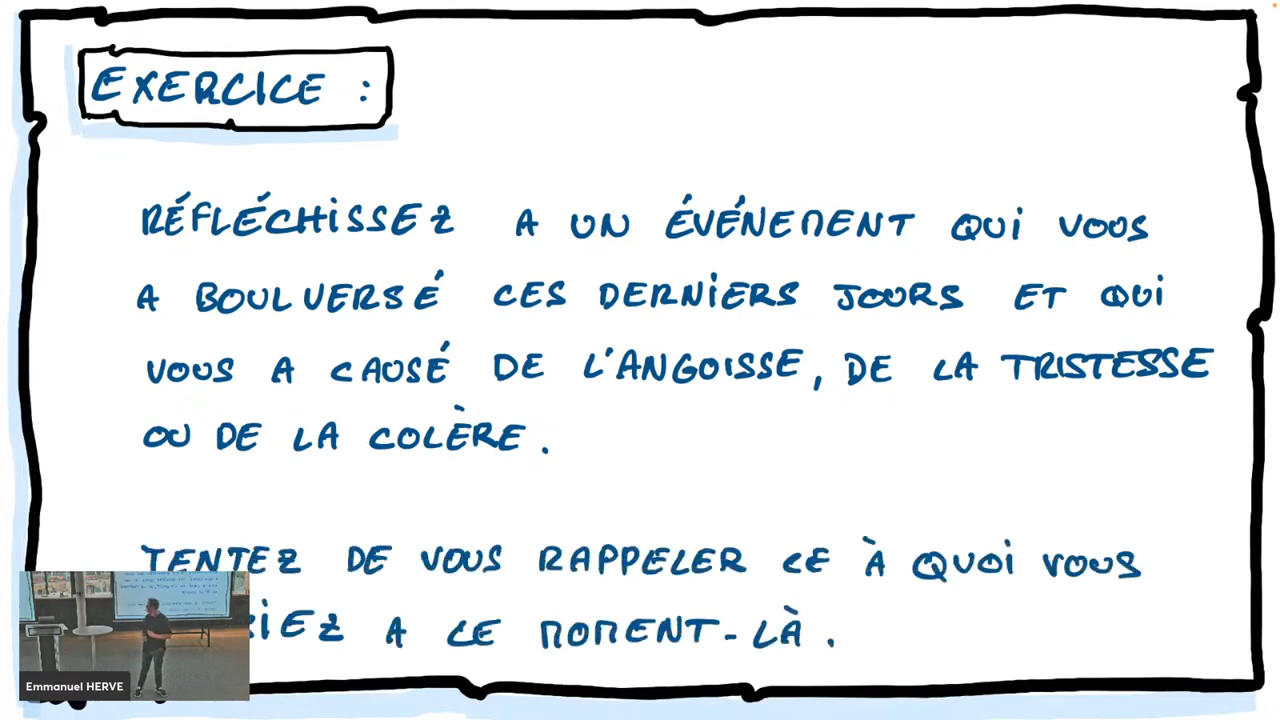 EXERCICE :
RÉFLÉCHISSEZ A UN ÉVÉNEMENT QUI VOUS
A BOULVERSÉ CES DERNIERS JOURS ET QUI
VOUS A CAUSÉ DE L'ANGOISSE, DE LA TRISTESSE
OU DE LA COLÈRE.
TENTEZ DE VOUS RAPPELER CE À QUOI VOUS
A CE MOMENT-LÀ.
Emmanuel HERVE